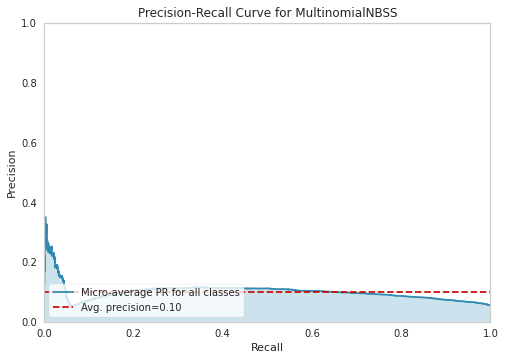 Precision-Recall Curve for MultinomialNBSS
1.0
0.8
0.6
0.4
0.2
0.0
Precision
Micro-average PR for all classes
Avg. precision=0.10
0.0 0.2 0.4 0.6 0.8 1.0
Recall